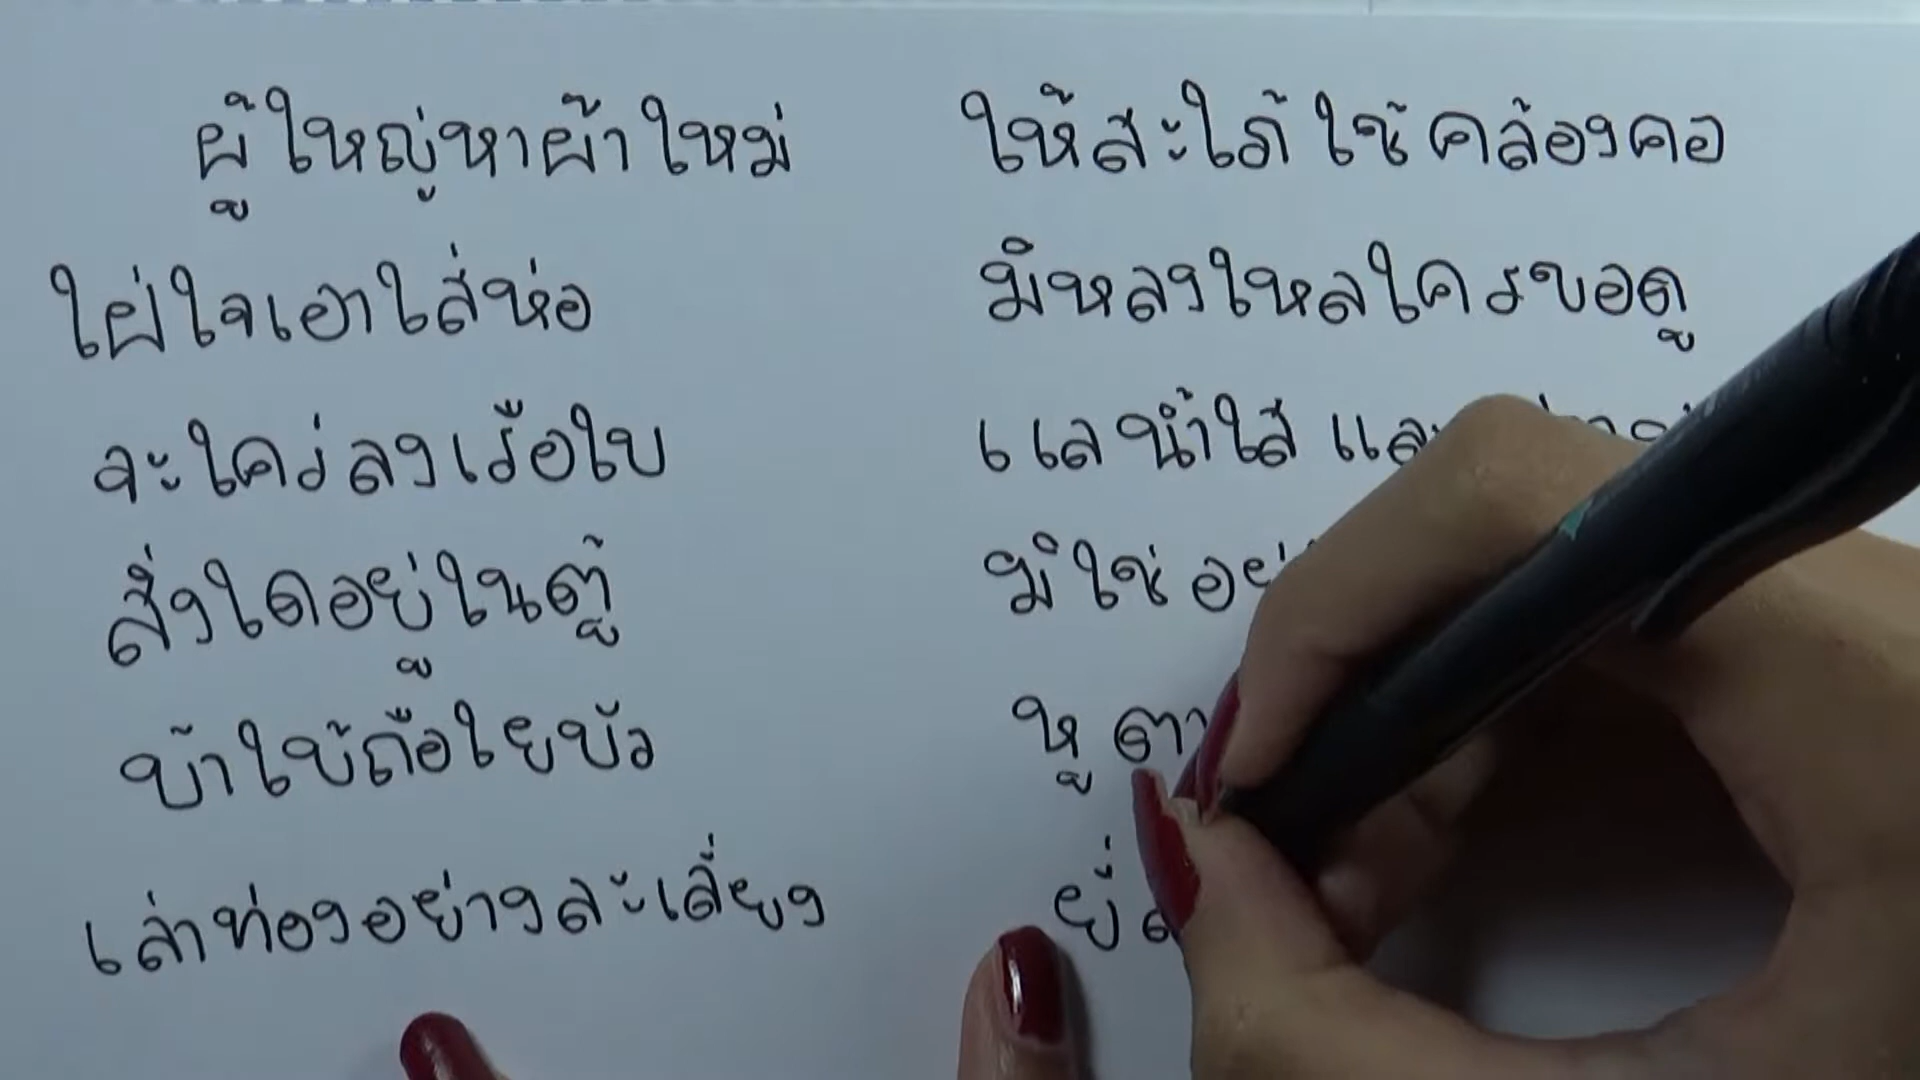 ผู้ใหญ่หาผ้าใหม่ ให้สะใภ้ใช้คล้องคอ
ใฝ่ใจเอาใส่ห่อ มิหลงใหลใครขอดู
จะใคร่ลงเรือใบ แลน้ำใส
สิ่งใดอยู่ในตู้ มิใช่
บ้าใบ้ถือใยบัว หูตา
เล่าท่องอย่างละเลี่ยง ยี่